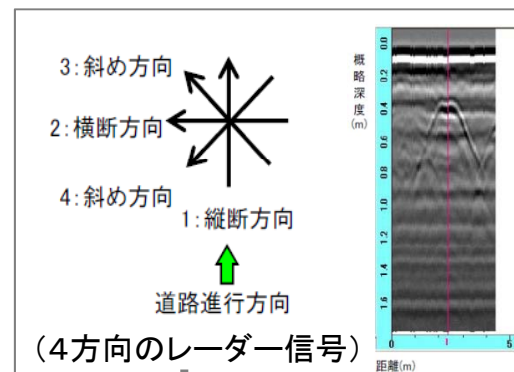 3:斜め方向
2:横断方向
4:斜め方向
1:縦断方向
道路進行方向
(4方向のレーダー信号)
概略深度(m)
0.0
0.2
0.4
0.6
0.8
1.0
1.2
1.4
1.6
5
距離(m)